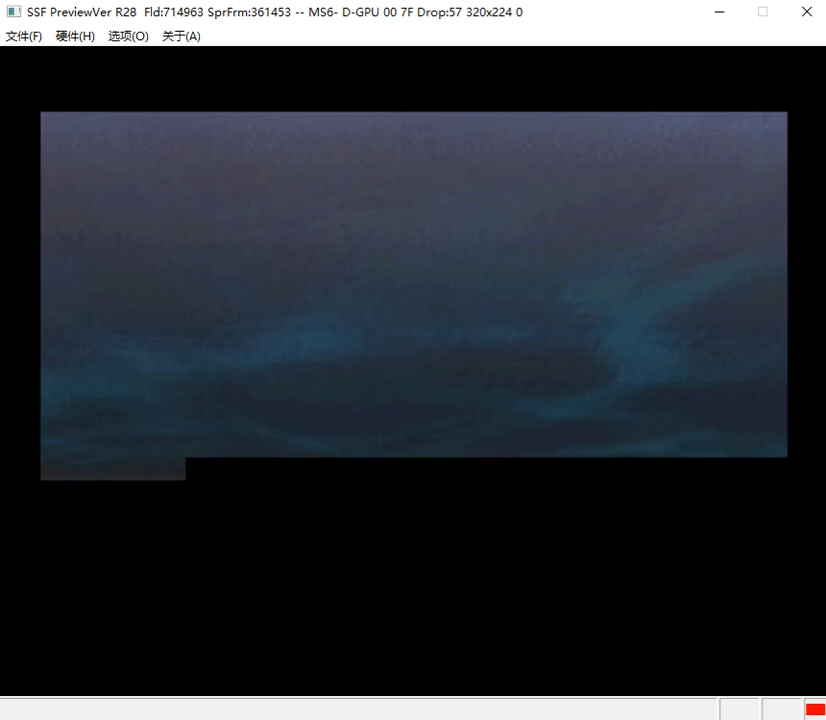 SSF PreviewVer R28 Fld:714963 SprFrm:361453 -- MS6- D-GPU 00 7F Drop:57 320x224 0
文件(F) 硬件(H) 选项(O) 关于(A)